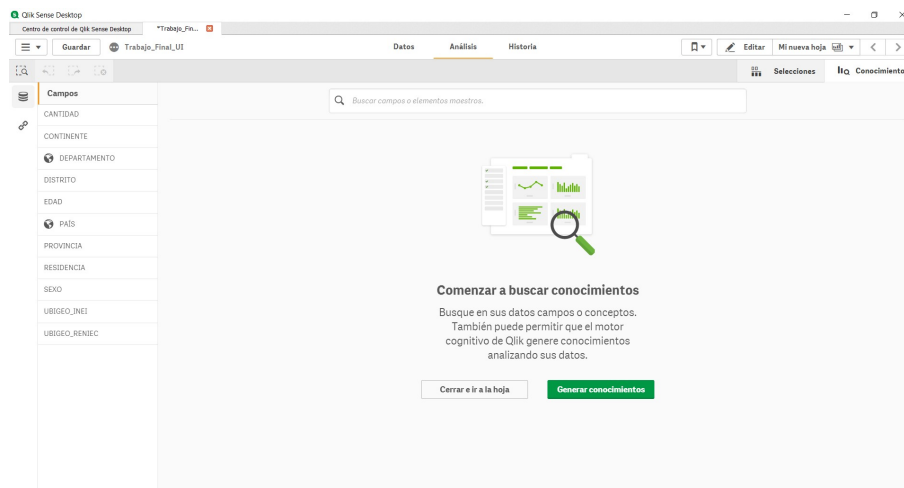 Qlik Sense Desktop
Centro de control de Qlik Sense Desktop
*Trabajo_Fin...
Guardar
Trabajo_Final_UI
Datos
Análisis
Historia
Editar
Mi nueva hoja
Selecciones
Conocimiento
Campos
Buscar campos o elementos maestros.
CANTIDAD
CONTINENTE
DEPARTAMENTO
DISTRITO
EDAD
PAÍS
PROVINCIA
RESIDENCIA
SEXO
UBIGEO_INEI
UBIGEO_RENIEC
Comenzar a buscar conocimientos
Busque en sus datos campos o conceptos.
También puede permitir que el motor
cognitivo de Qlik genere conocimientos
analizando sus datos.
Cerrar e ir a la hoja
Generar conocimientos